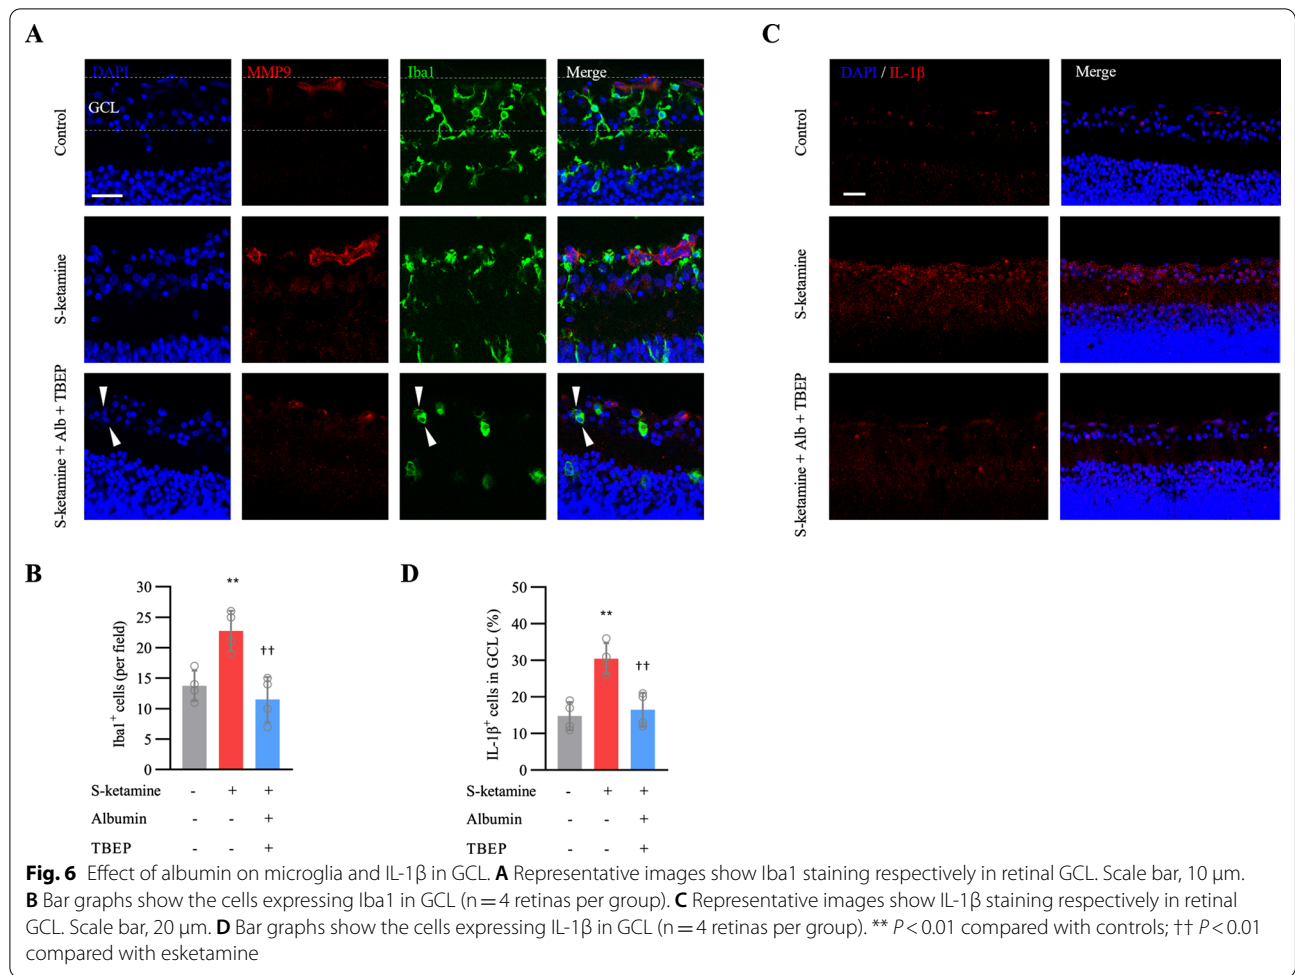 A
C
DAPI
MMP9
Iba1
Merge
GCL
Control
S-ketamine
S-ketamine + Alb + TBEP
DAPI / IL-1β
Merge
Control
S-ketamine
S-ketamine + Alb + TBEP
B
Iba1+ cells (per field)
30
25
20
15
10
5
0
**
††
S-ketamine - + +
Albumin - - +
TBEP - - +
D
IL-1β+ cells in GCL (%)
50
40
30
20
10
0
**
††
S-ketamine - + +
Albumin - - +
TBEP - - +
Fig. 6 Effect of albumin on microglia and IL-1β in GCL. A Representative images show Iba1 staining respectively in retinal GCL. Scale bar, 10 μm.
B Bar graphs show the cells expressing Iba1 in GCL (n = 4 retinas per group). C Representative images show IL-1β staining respectively in retinal
GCL. Scale bar, 20 μm. D Bar graphs show the cells expressing IL-1β in GCL (n = 4 retinas per group). ** P < 0.01 compared with controls; †† P < 0.01
compared with esketamine